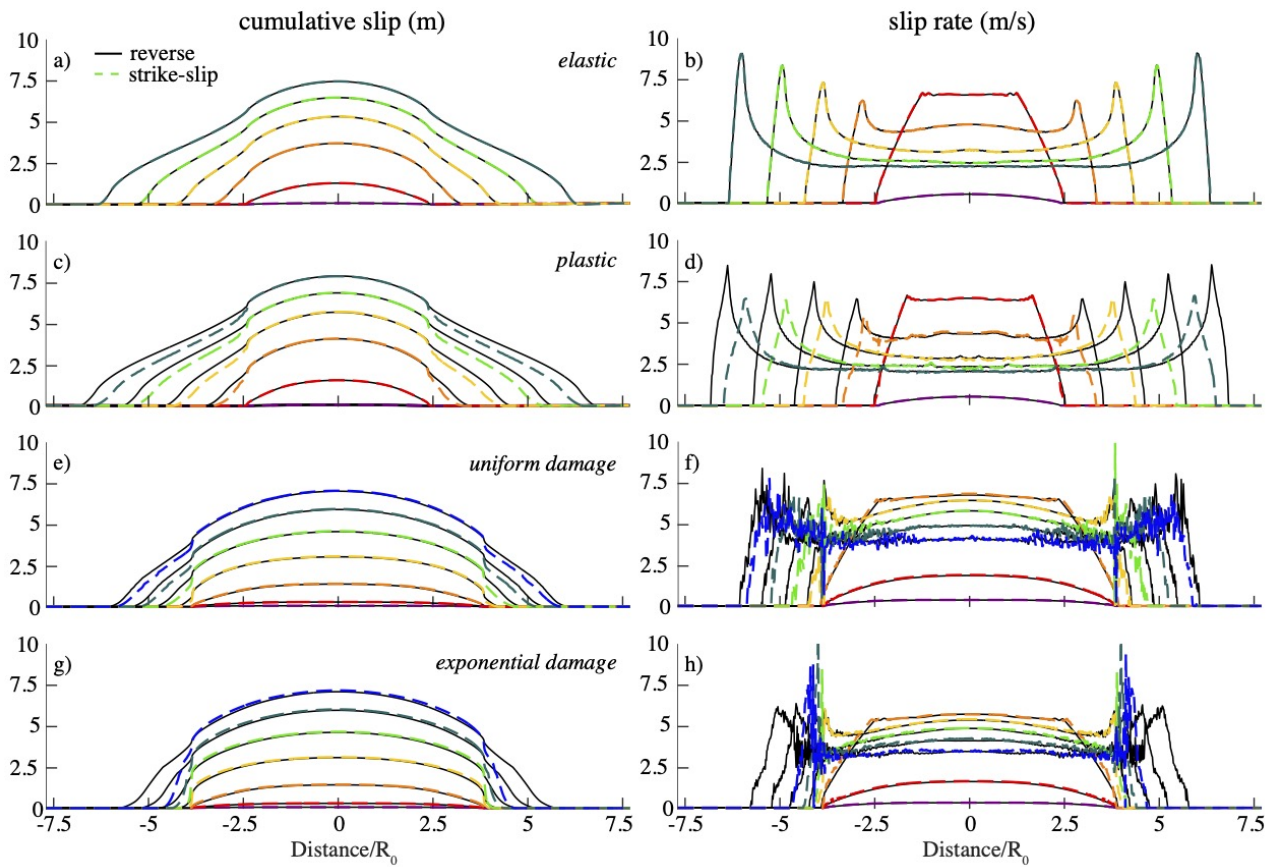 cumulative slip (m) slip rate (m/s)
10 10
a) reverse elastic b)
strike-slip
7.5 7.5
5 5
2.5 2.5
0 0
10 10
c) plastic d)
7.5 7.5
5 5
2.5 2.5
0 0
10 10
e) uniform damage f)
7.5 7.5
5 5
2.5 2.5
0 0
10 10
g) exponential damage h)
7.5 7.5
5 5
2.5 2.5
0 0
-7.5 -5 -2.5 0 2.5 5 7.5 -7.5 -5 -2.5 0 2.5 5 7.5
Distance/R₀ Distance/R₀